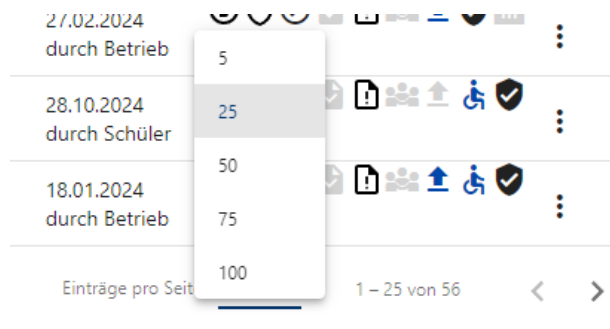 27.02.2024
durch Betrieb
28.10.2024
durch Schüler
18.01.2024
durch Betrieb
5
25
50
75
100
Einträge pro Seit
1 – 25 von 56